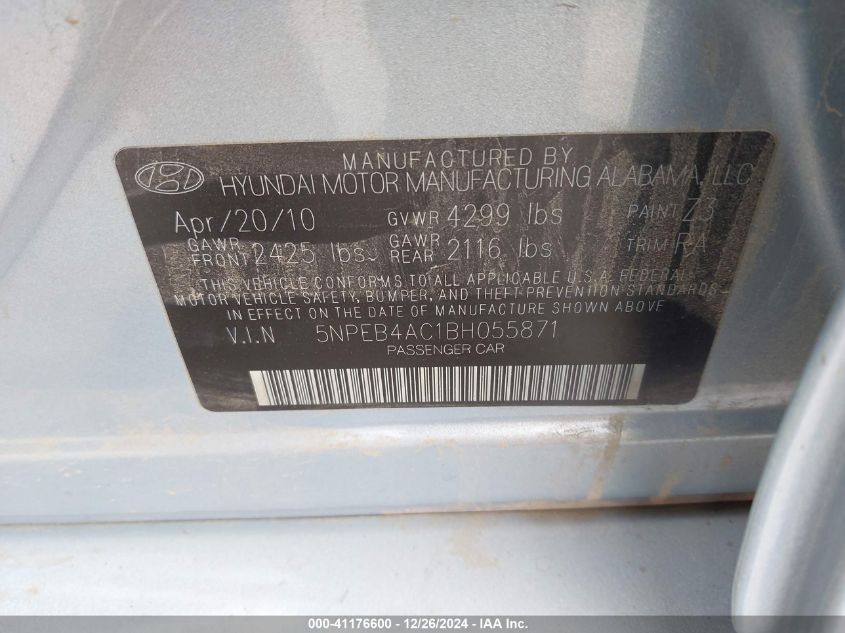 MANUFACTURED BY
HYUNDAI MOTOR MANUFACTURING ALABAMA, LLC
Apr/20/10 GVWR 4299 lbs PAINT Z3
GAWR FRONT 2425 lbs GAWR REAR 2116 lbs TRIM RA
THIS VEHICLE CONFORMS TO ALL APPLICABLE U.S.A. FEDERAL
MOTOR VEHICLE SAFETY, BUMPER, AND THEFT PREVENTION STANDARDS
IN EFFECT ON THE DATE OF MANUFACTURE SHOWN ABOVE
V.I.N 5NPEB4AC1BH055871
PASSENGER CAR
000-41176600 - 12/26/2024 - IAA Inc.